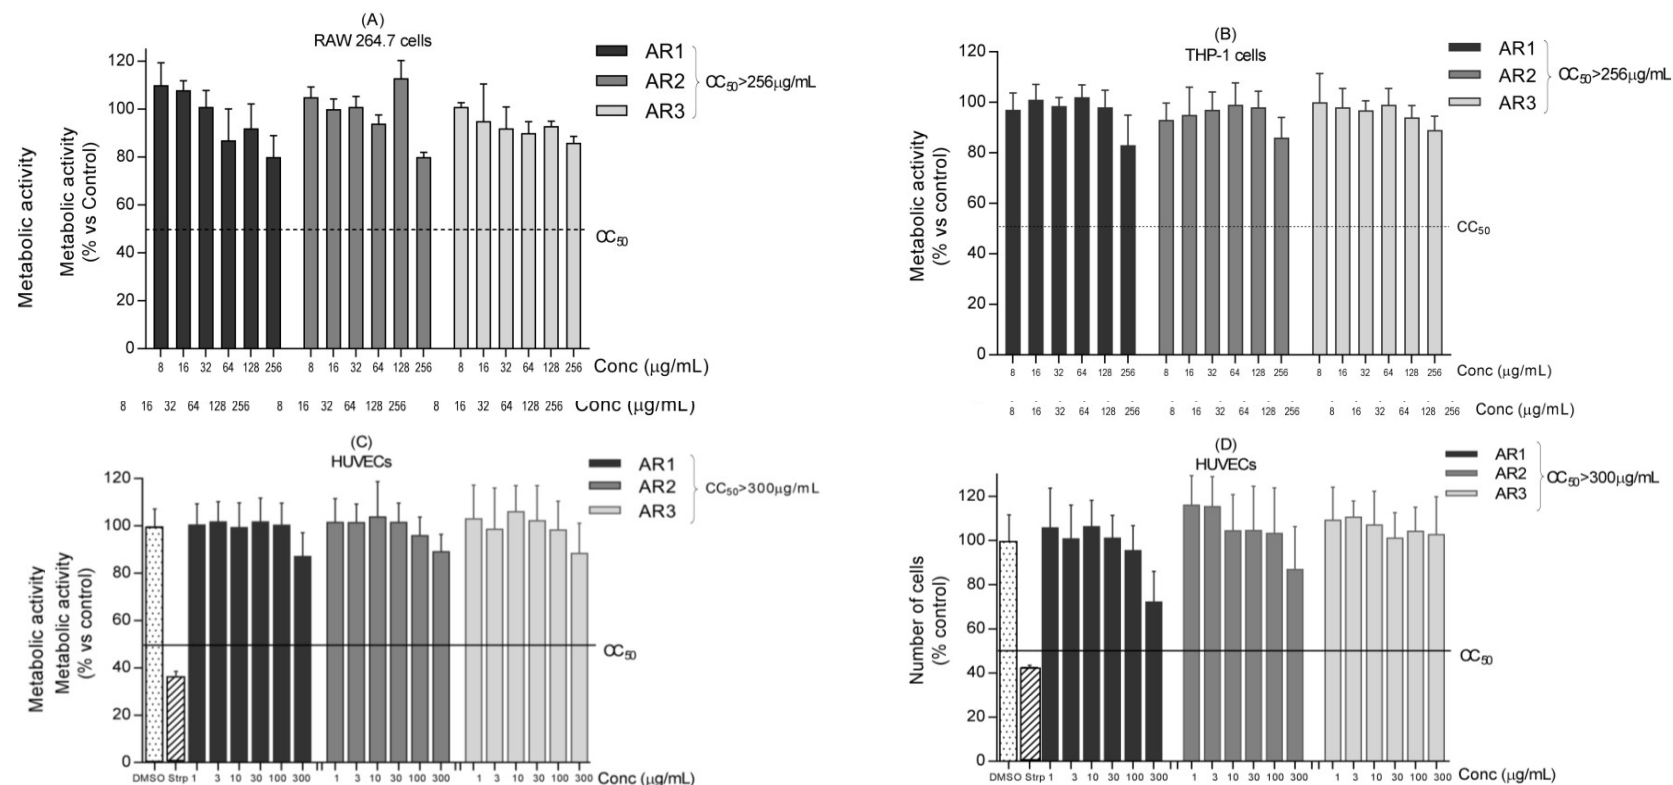 (A)
RAW 264.7 cells
AR1
AR2
AR3
CC50>256µg/mL
Metabolic activity
Metabolic activity
(% vs Control)
120
100
80
60
40
20
0
CC50
8 16 32 64 128 256 8 16 32 64 128 256 8 16 32 64 128 256 Conc (µg/mL)
8 16 32 64 128 256 8 16 32 64 128 256 8 16 32 64 128 256 Conc (µg/mL)
(B)
THP-1 cells
AR1
AR2
AR3
CC50>256µg/mL
Metabolic activity
(% vs control)
120
100
80
60
40
20
0
CC50
8 16 32 64 128 256 8 16 32 64 128 256 8 16 32 64 128 256 Conc (µg/mL)
8 16 32 64 128 256 8 16 32 64 128 256 8 16 32 64 128 256 Conc (µg/mL)
(C)
HUVECs
AR1
AR2
AR3
CC50>300µg/mL
Metabolic activity
Metabolic activity
(% vs control)
120
100
80
60
40
20
0
CC50
DMSO Strp 1 3 10 30 100 300 1 3 10 30 100 300 1 3 10 30 100 300 Conc (µg/mL)
(D)
HUVECs
AR1
AR2
AR3
CC50>300µg/mL
Number of cells
(% control)
120
100
80
60
40
20
0
CC50
DMSO Strp 1 3 10 30 100 300 1 3 10 30 100 300 1 3 10 30 100 300 Conc (µg/mL)